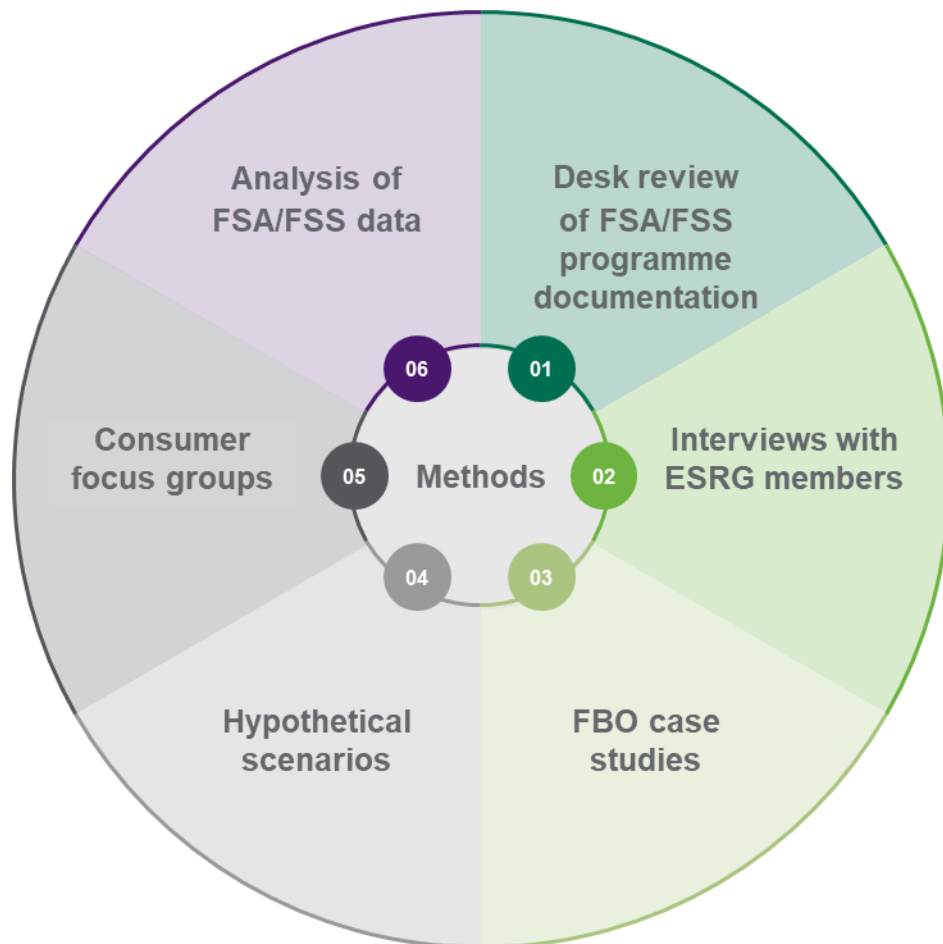 Methods
01
Desk review
of FSA/FSS
programme
documentation
02
Interviews with
ESRG members
03
FBO case
studies
04
Hypothetical
scenarios
05
Consumer
focus groups
06
Analysis of
FSA/FSS data